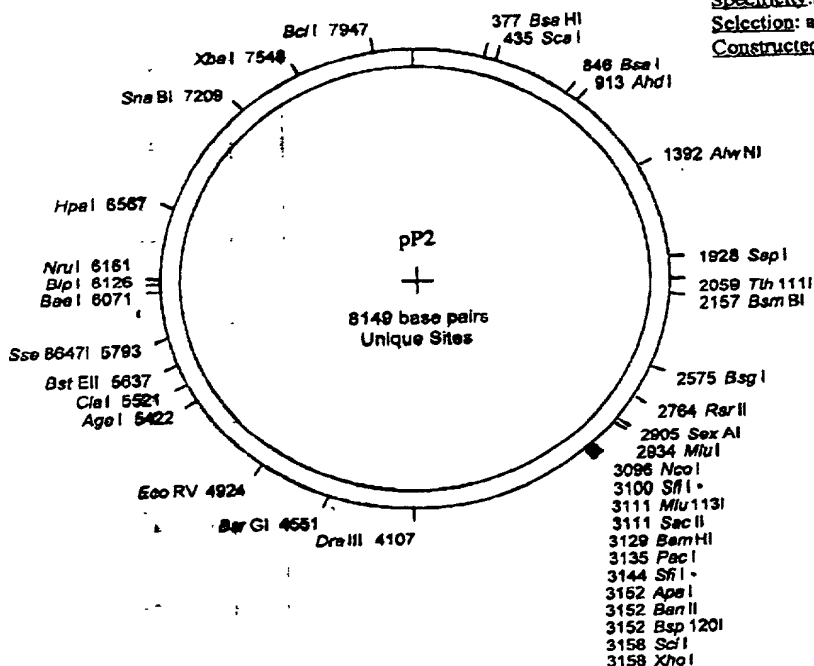 Specificity:
Selection: a
Constructed
377 Bsa HI
435 Sca I
846 Bsa I
913 Ahd I
1392 Alw NI
1928 Sap I
2059 Tth 111I
2157 Bsm BI
2575 Bsg I
2764 Rsr II
2905 Sex AI
2934 Mlu I
3096 Nco I
3100 Sfi I •
3111 Mlu 113I
3111 Sac II
3129 Bam HI
3135 Pac I
3144 Sfi I •
3152 Apa I
3152 Ban II
3152 Bsp 120I
3158 Sci I
3158 Xho I
Dra III 4107
Bsr GI 4551
Eco RV 4924
Age I 5422
Cla I 5521
Bst EII 5637
Sse 8647I 5793
Bae I 6071
Blp I 6126
Nru I 6161
Hpa I 6567
Sna BI 7209
Xba I 7548
Bcl I 7947
pP2
8149 base pairs
Unique Sites